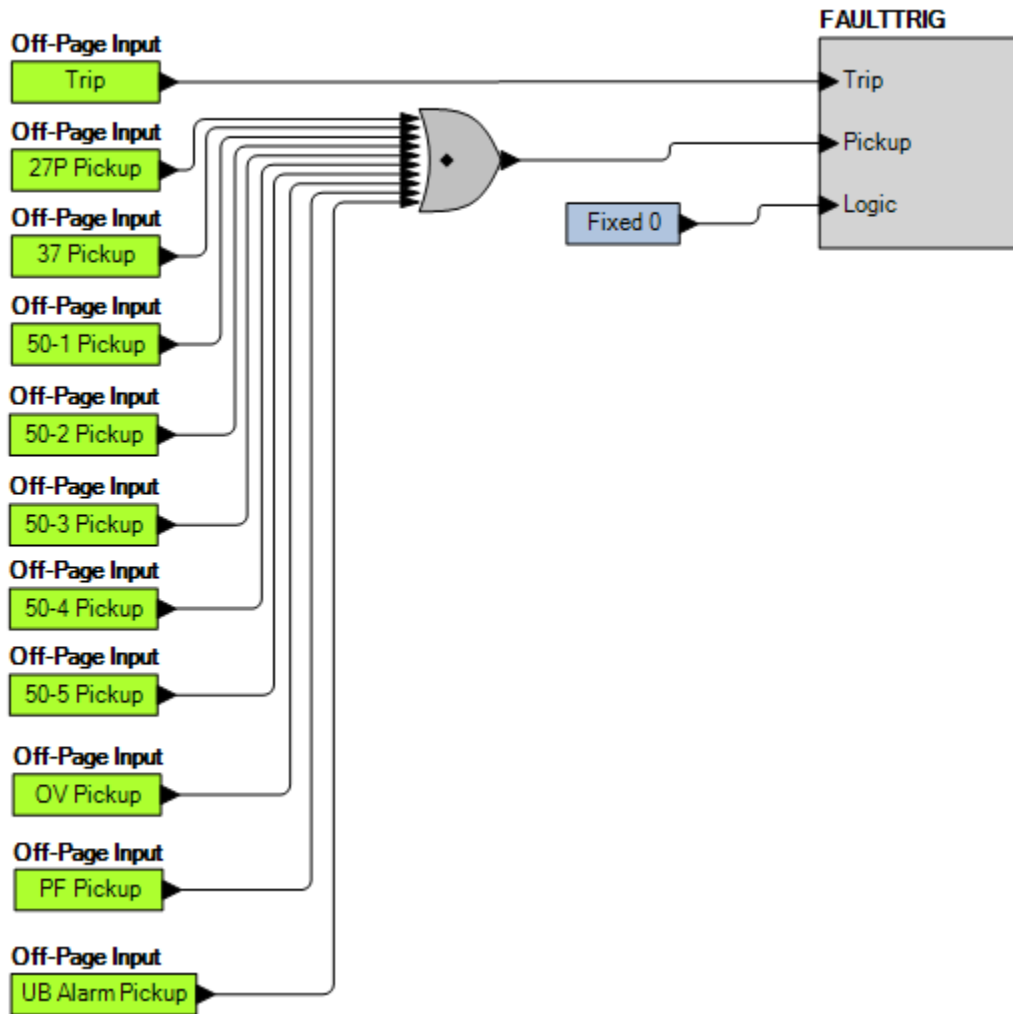 FAULTTRIG
Off-Page Input
Trip
Trip
Off-Page Input
27P Pickup
Pickup
Off-Page Input
37 Pickup
Fixed 0
Logic
Off-Page Input
50-1 Pickup
Off-Page Input
50-2 Pickup
Off-Page Input
50-3 Pickup
Off-Page Input
50-4 Pickup
Off-Page Input
50-5 Pickup
Off-Page Input
OV Pickup
Off-Page Input
PF Pickup
Off-Page Input
UB Alarm Pickup